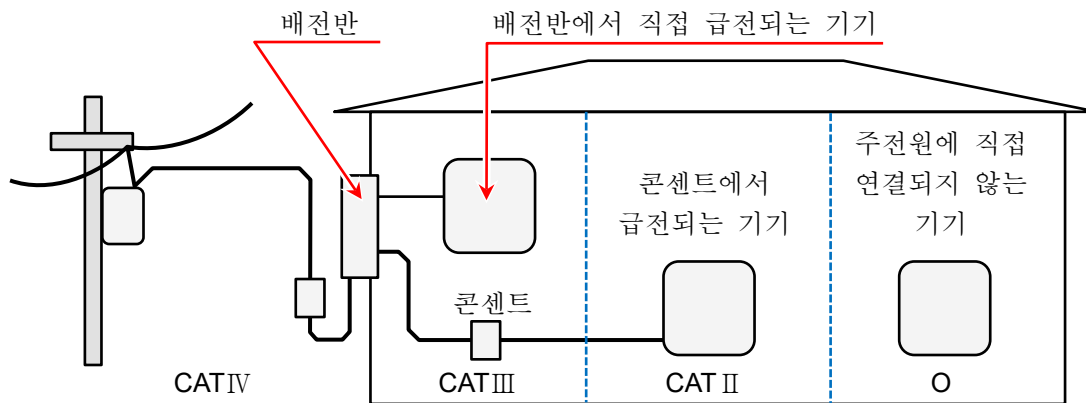 배전반
배전반에서 직접 급전되는 기기
주전원에 직접
연결되지 않는
기기
콘센트에서
급전되는 기기
콘센트
CATⅣ
CATⅢ
CATⅡ
O